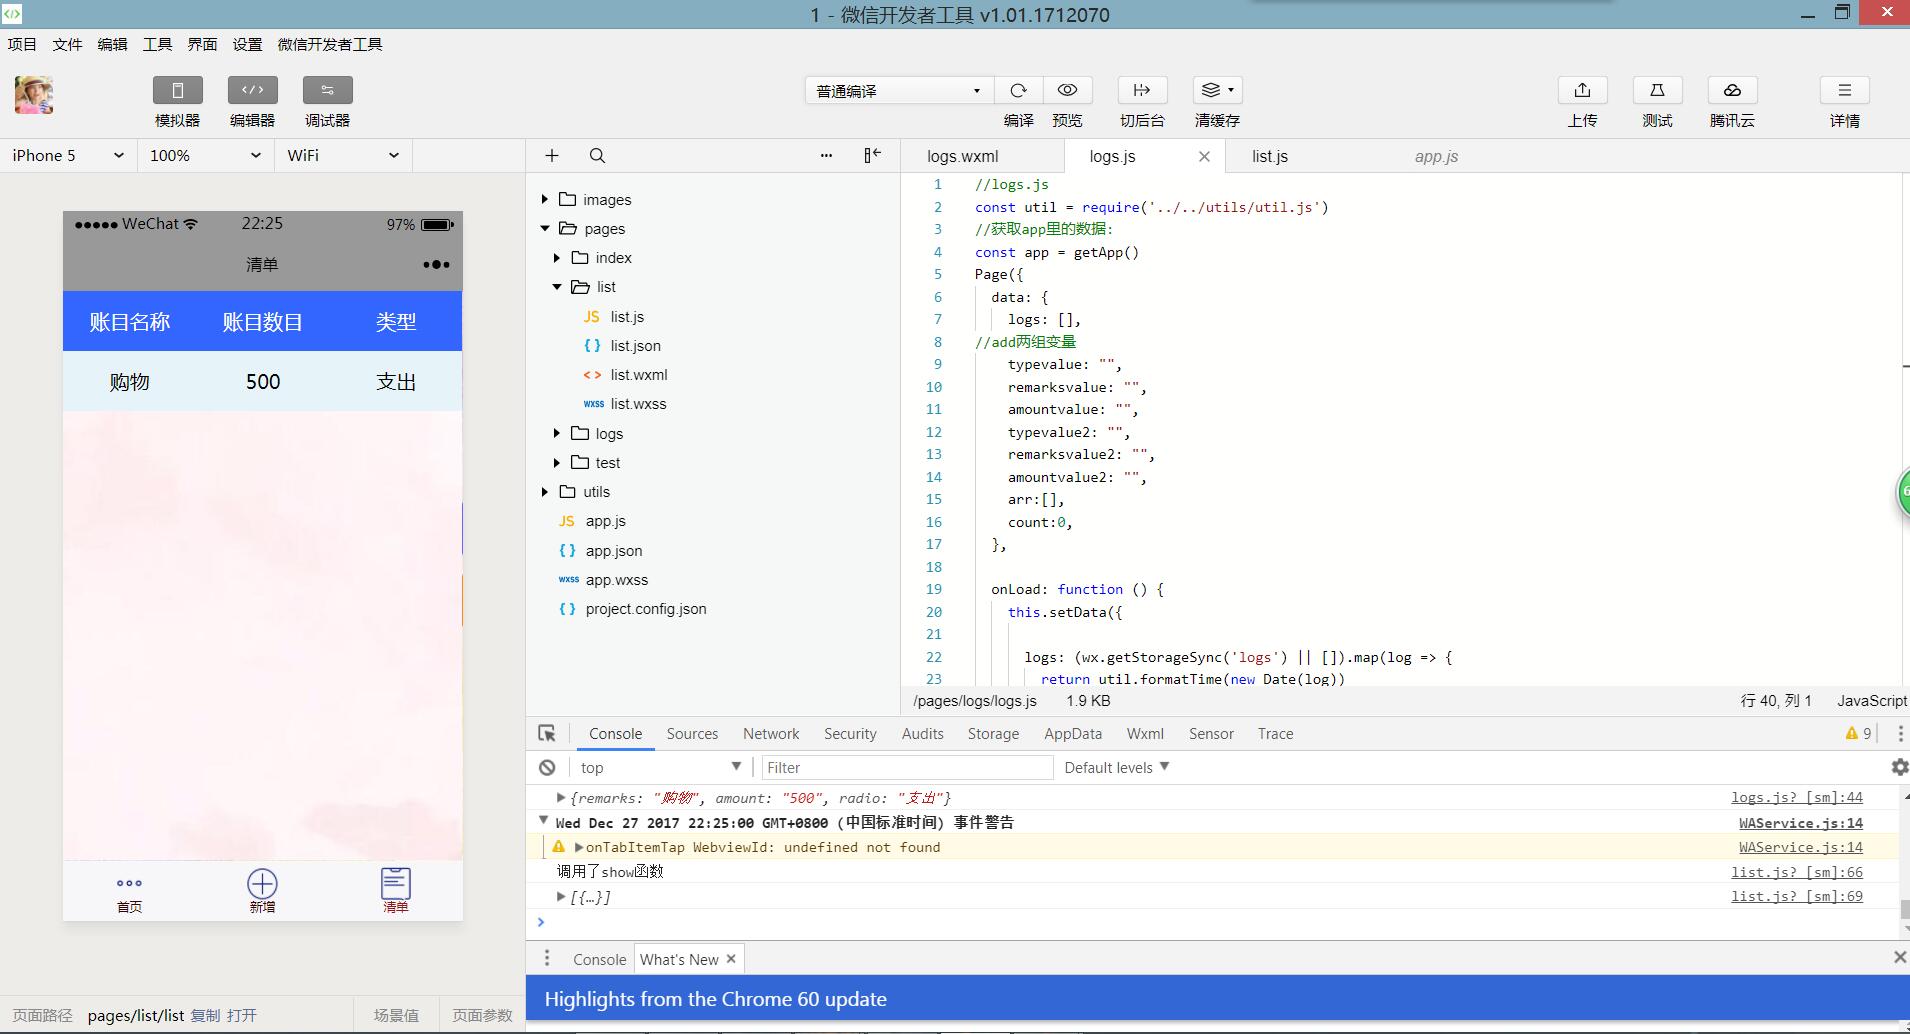 1 - 微信开发者工具 v1.01.1712070
项目 文件 编辑 工具 界面 设置 微信开发者工具
普通编译
模拟器 编辑器 调试器 编译 预览 切后台 清缓存 上传 测试 腾讯云 详情
iPhone 5 100% WiFi
WeChat 22:25 97%
清单
账目名称 账目数目 类型
购物 500 支出
首页 新增 清单
页面路径 pages/list/list 复制 打开 场景值 页面参数
images
pages
index
list
JS list.js
{ } list.json
< > list.wxml
wxss list.wxss
logs
test
utils
JS app.js
{ } app.json
wxss app.wxss
{ } project.config.json
logs.wxml logs.js list.js app.js
1 //logs.js
2 const util = require('../../utils/util.js')
3 //获取app里的数据:
4 const app = getApp()
5 Page({
6 data: {
7 logs: [],
8 //add两组变量
9 typevalue: "",
10 remarksvalue: "",
11 amountvalue: "",
12 typevalue2: "",
13 remarksvalue2: "",
14 amountvalue2: "",
15 arr:[],
16 count:0,
17 },
18
19 onLoad: function () {
20 this.setData({
21
22 logs: (wx.getStorageSync('logs') || []).map(log => {
23 return util.formatTime(new Date(log))
/pages/logs/logs.js 1.9 KB 行 40, 列 1 JavaScript
Console Sources Network Security Audits Storage AppData Wxml Sensor Trace 9
top Filter Default levels
{remarks: "购物", amount: "500", radio: "支出"} logs.js? [sm]:44
Wed Dec 27 2017 22:25:00 GMT+0800 (中国标准时间) 事件警告 WAService.js:14
onTabItemTap WebviewId: undefined not found WAService.js:14
调用了show函数 list.js? [sm]:66
[{…}] list.js? [sm]:69
Console What's New
Highlights from the Chrome 60 update